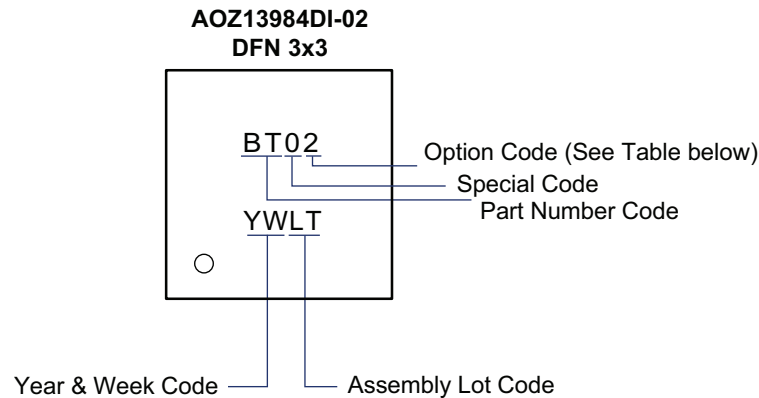 AOZ13984DI-02
DFN 3x3
BT02
Option Code (See Table below)
Special Code
Part Number Code
YWLT
Year & Week Code
Assembly Lot Code